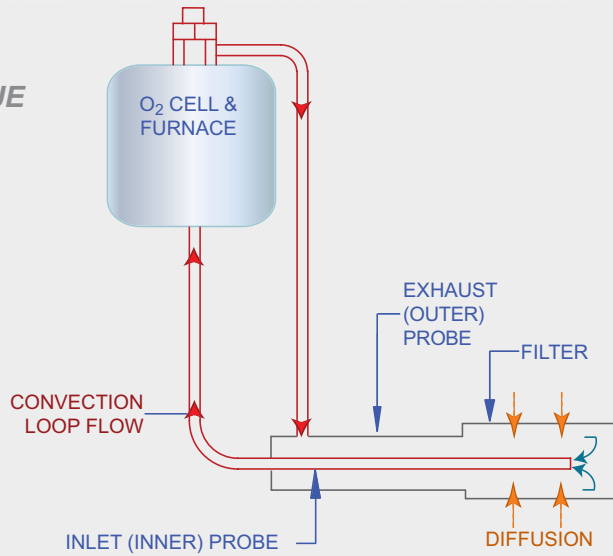 O₂ CELL &
FURNACE
EXHAUST
(OUTER)
PROBE
FILTER
CONVECTION
LOOP FLOW
INLET (INNER) PROBE
DIFFUSION